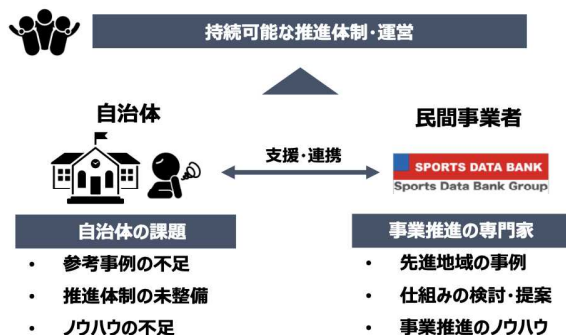 持続可能な推進体制･運営
自治体
民間事業者
支援･連携
SPORTS DATA BANK
Sports Data Bank Group
自治体の課題
• 参考事例の不足
• 推進体制の未整備
• ノウハウの不足
事業推進の専門家
• 先進地域の事例
• 仕組みの検討･提案
• 事業推進のノウハウ